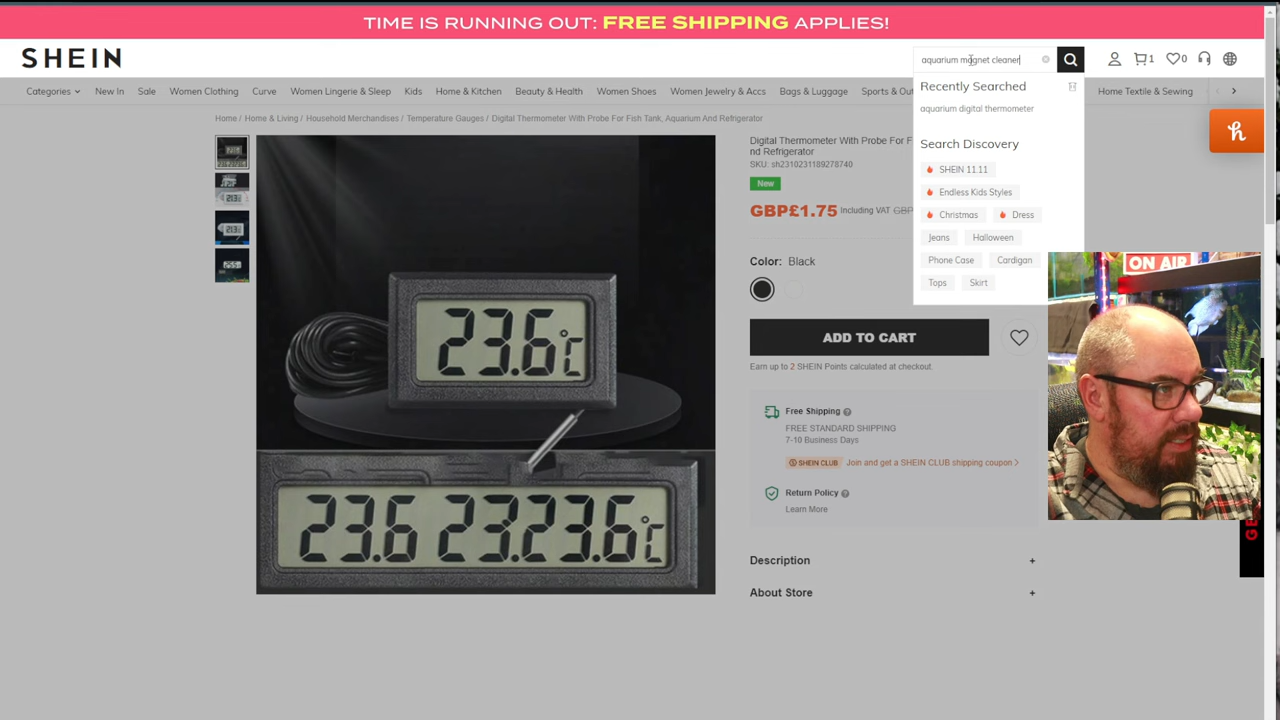 TIME IS RUNNING OUT: FREE SHIPPING APPLIES!
SHEIN
aquarium magnet cleaner
1
0
Categories
New In
Sale
Women Clothing
Curve
Women Lingerie & Sleep
Kids
Home & Kitchen
Beauty & Health
Women Shoes
Women Jewelry & Accs
Bags & Luggage
Sports & Out
Home Textile & Sewing
Recently Searched
aquarium digital thermometer
Search Discovery
SHEIN 11.11
Endless Kids Styles
Christmas
Dress
Jeans
Halloween
Phone Case
Cardigan
Tops
Skirt
Home / Home & Living / Household Merchandises / Temperature Gauges / Digital Thermometer With Probe For Fish Tank, Aquarium And Refrigerator
Digital Thermometer With Probe For F
nd Refrigerator
SKU: sh2310231189278740
New
GBP£1.75 Including VAT GBP
Color: Black
ADD TO CART
Earn up to 2 SHEIN Points calculated at checkout.
Free Shipping
FREE STANDARD SHIPPING
7-10 Business Days
SHEIN CLUB Join and get a SHEIN CLUB shipping coupon >
Return Policy
Learn More
Description +
About Store +
23.6°C
23.6 23.23.6°C
ON AIR
h